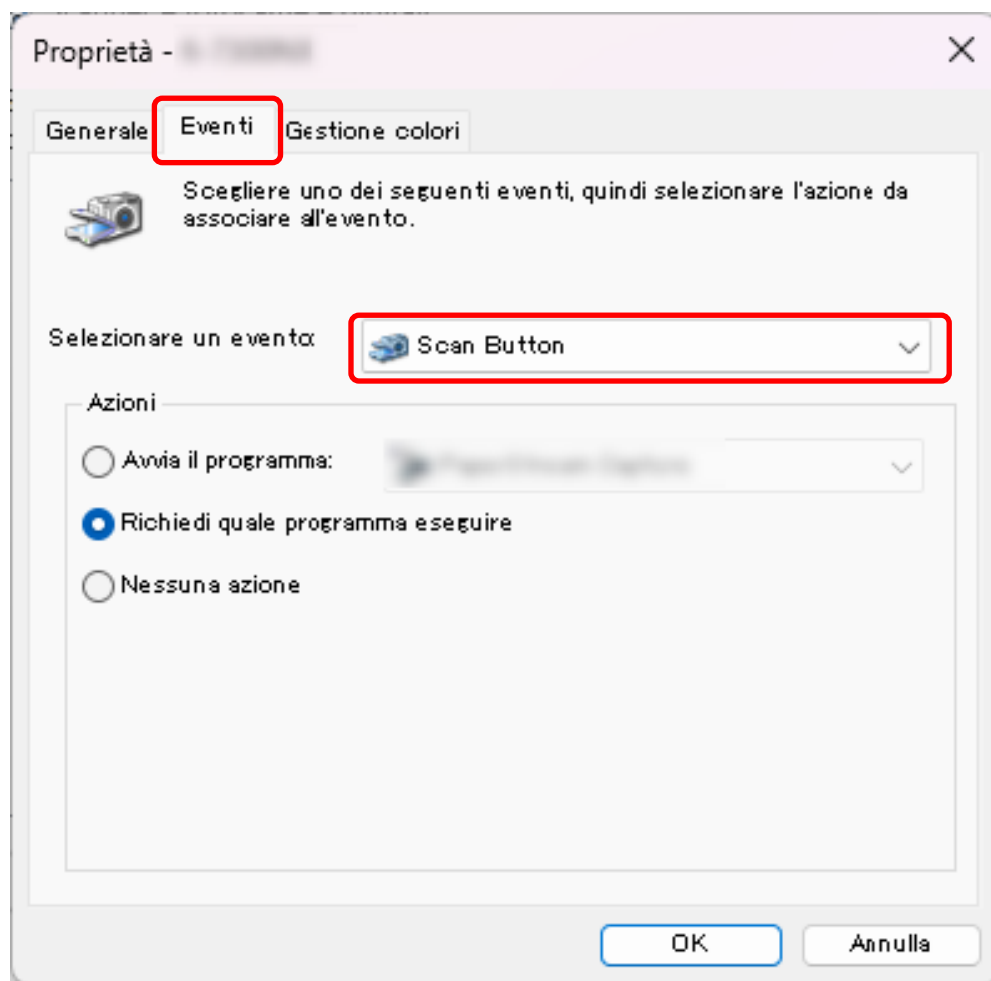 Proprietà -
Generale Eventi Gestione colori
Scegliere uno dei seguenti eventi, quindi selezionare l'azione da
associare all'evento.
Selezionare un evento: Scan Button
Azioni
Avvia il programma:
Richiedi quale programma eseguire
Nessuna azione
OK Annulla